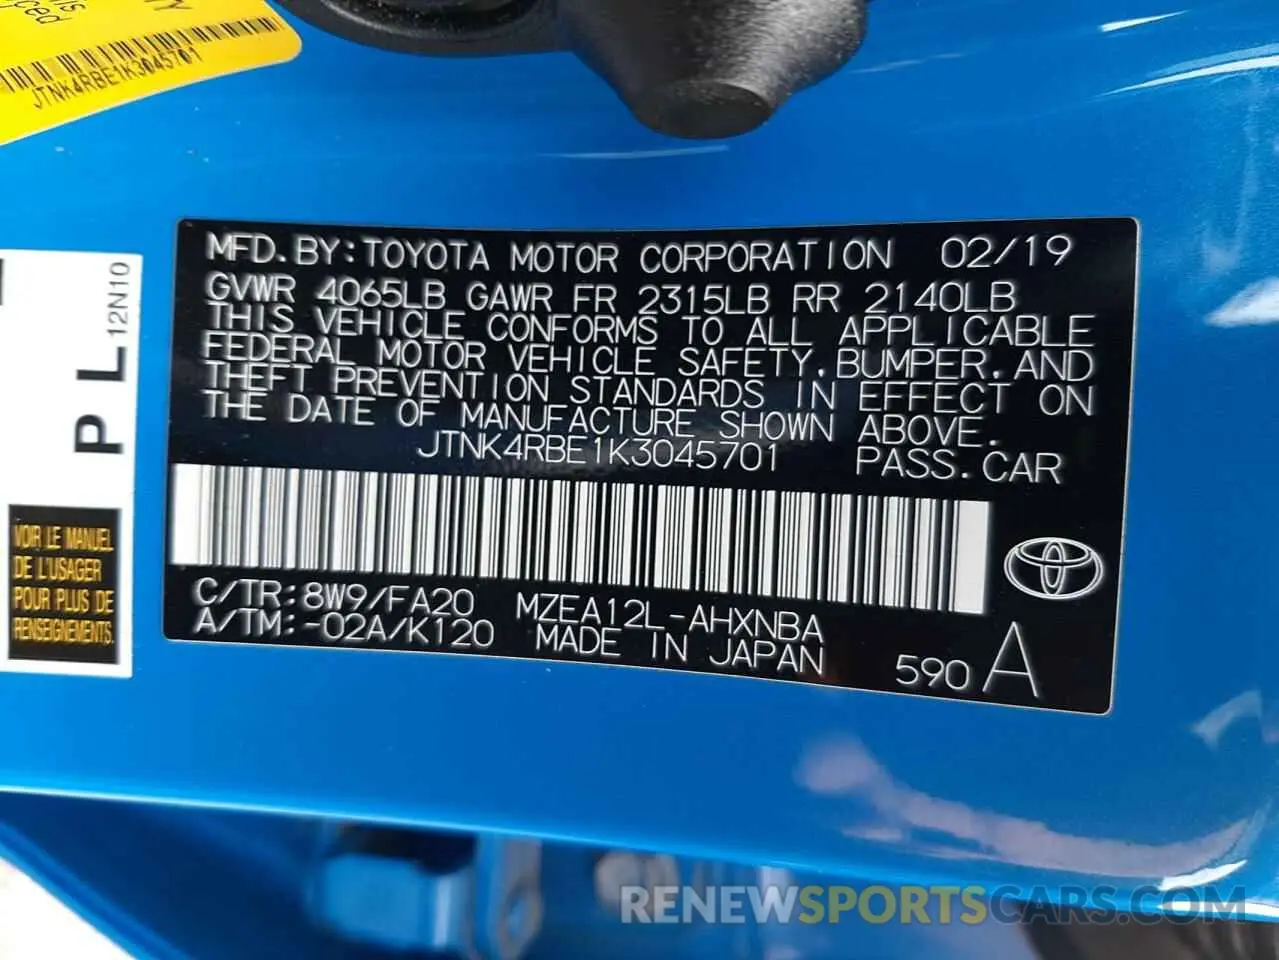 JTNK4RBE1K3045701
MFD.BY:TOYOTA MOTOR CORPORATION 02/19
GVWR 4065LB GAWR FR 2315LB RR 2140LB
THIS VEHICLE CONFORMS TO ALL APPLICABLE
FEDERAL MOTOR VEHICLE SAFETY,BUMPER,AND
THEFT PREVENTION STANDARDS IN EFFECT ON
THE DATE OF MANUFACTURE SHOWN ABOVE.
JTNK4RBE1K3045701 PASS.CAR
C/TR:8W9/FA20 MZEA12L-AHXNBA
A/TM:-02A/K120 MADE IN JAPAN 590 A
P L 12N10
VOIR LE MANUEL
DE L'USAGER
POUR PLUS DE
RENSEIGNEMENTS.
RENEWSPORTSCARS.COM